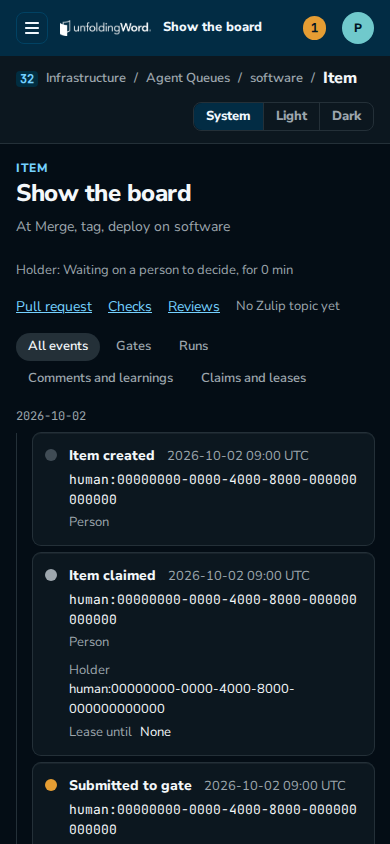 unfoldingWord. Show the board 1 P
32 Infrastructure / Agent Queues / software / Item
System Light Dark
ITEM
Show the board
At Merge, tag, deploy on software
Holder: Waiting on a person to decide, for 0 min
Pull request Checks Reviews No Zulip topic yet
All events Gates Runs
Comments and learnings Claims and leases
2026-10-02
Item created 2026-10-02 09:00 UTC
human:00000000-0000-4000-8000-000000
000000
Person
Item claimed 2026-10-02 09:00 UTC
human:00000000-0000-4000-8000-000000
000000
Person
Holder
human:00000000-0000-4000-8000-
000000000000
Lease until None
Submitted to gate 2026-10-02 09:00 UTC
human:00000000-0000-4000-8000-000000
000000